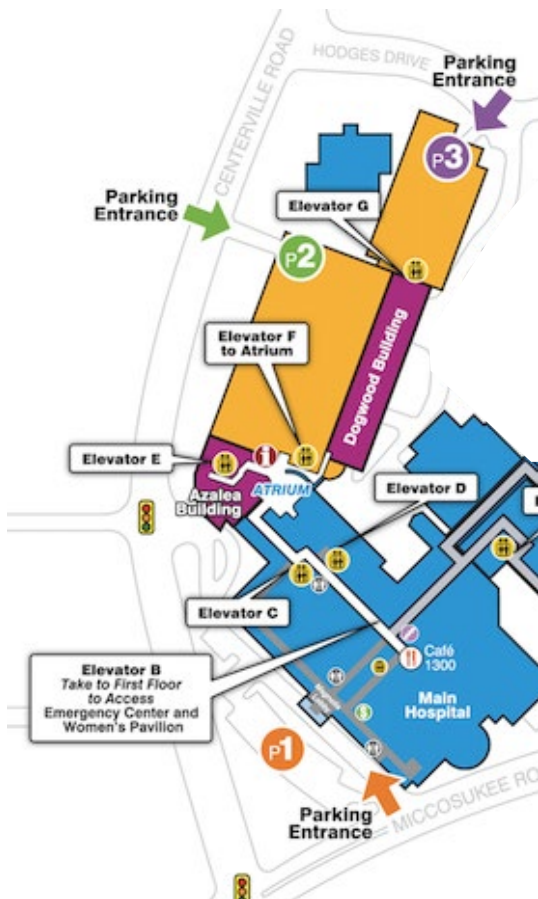 HODGES DRIVE
Parking
Entrance
P-3
CENTERVILLE ROAD
Parking
Entrance
Elevator G
P2
Elevator F
to Atrium
Dogwood Building
Elevator E
Azalea
Building
ATRIUM
Elevator D
Elevator C
Café
1300
Elevator B
Take to First Floor
to Access
Emergency Center and
Women's Pavilion
Main
Hospital
P1
Parking
Entrance
MICCOSUKEE RO